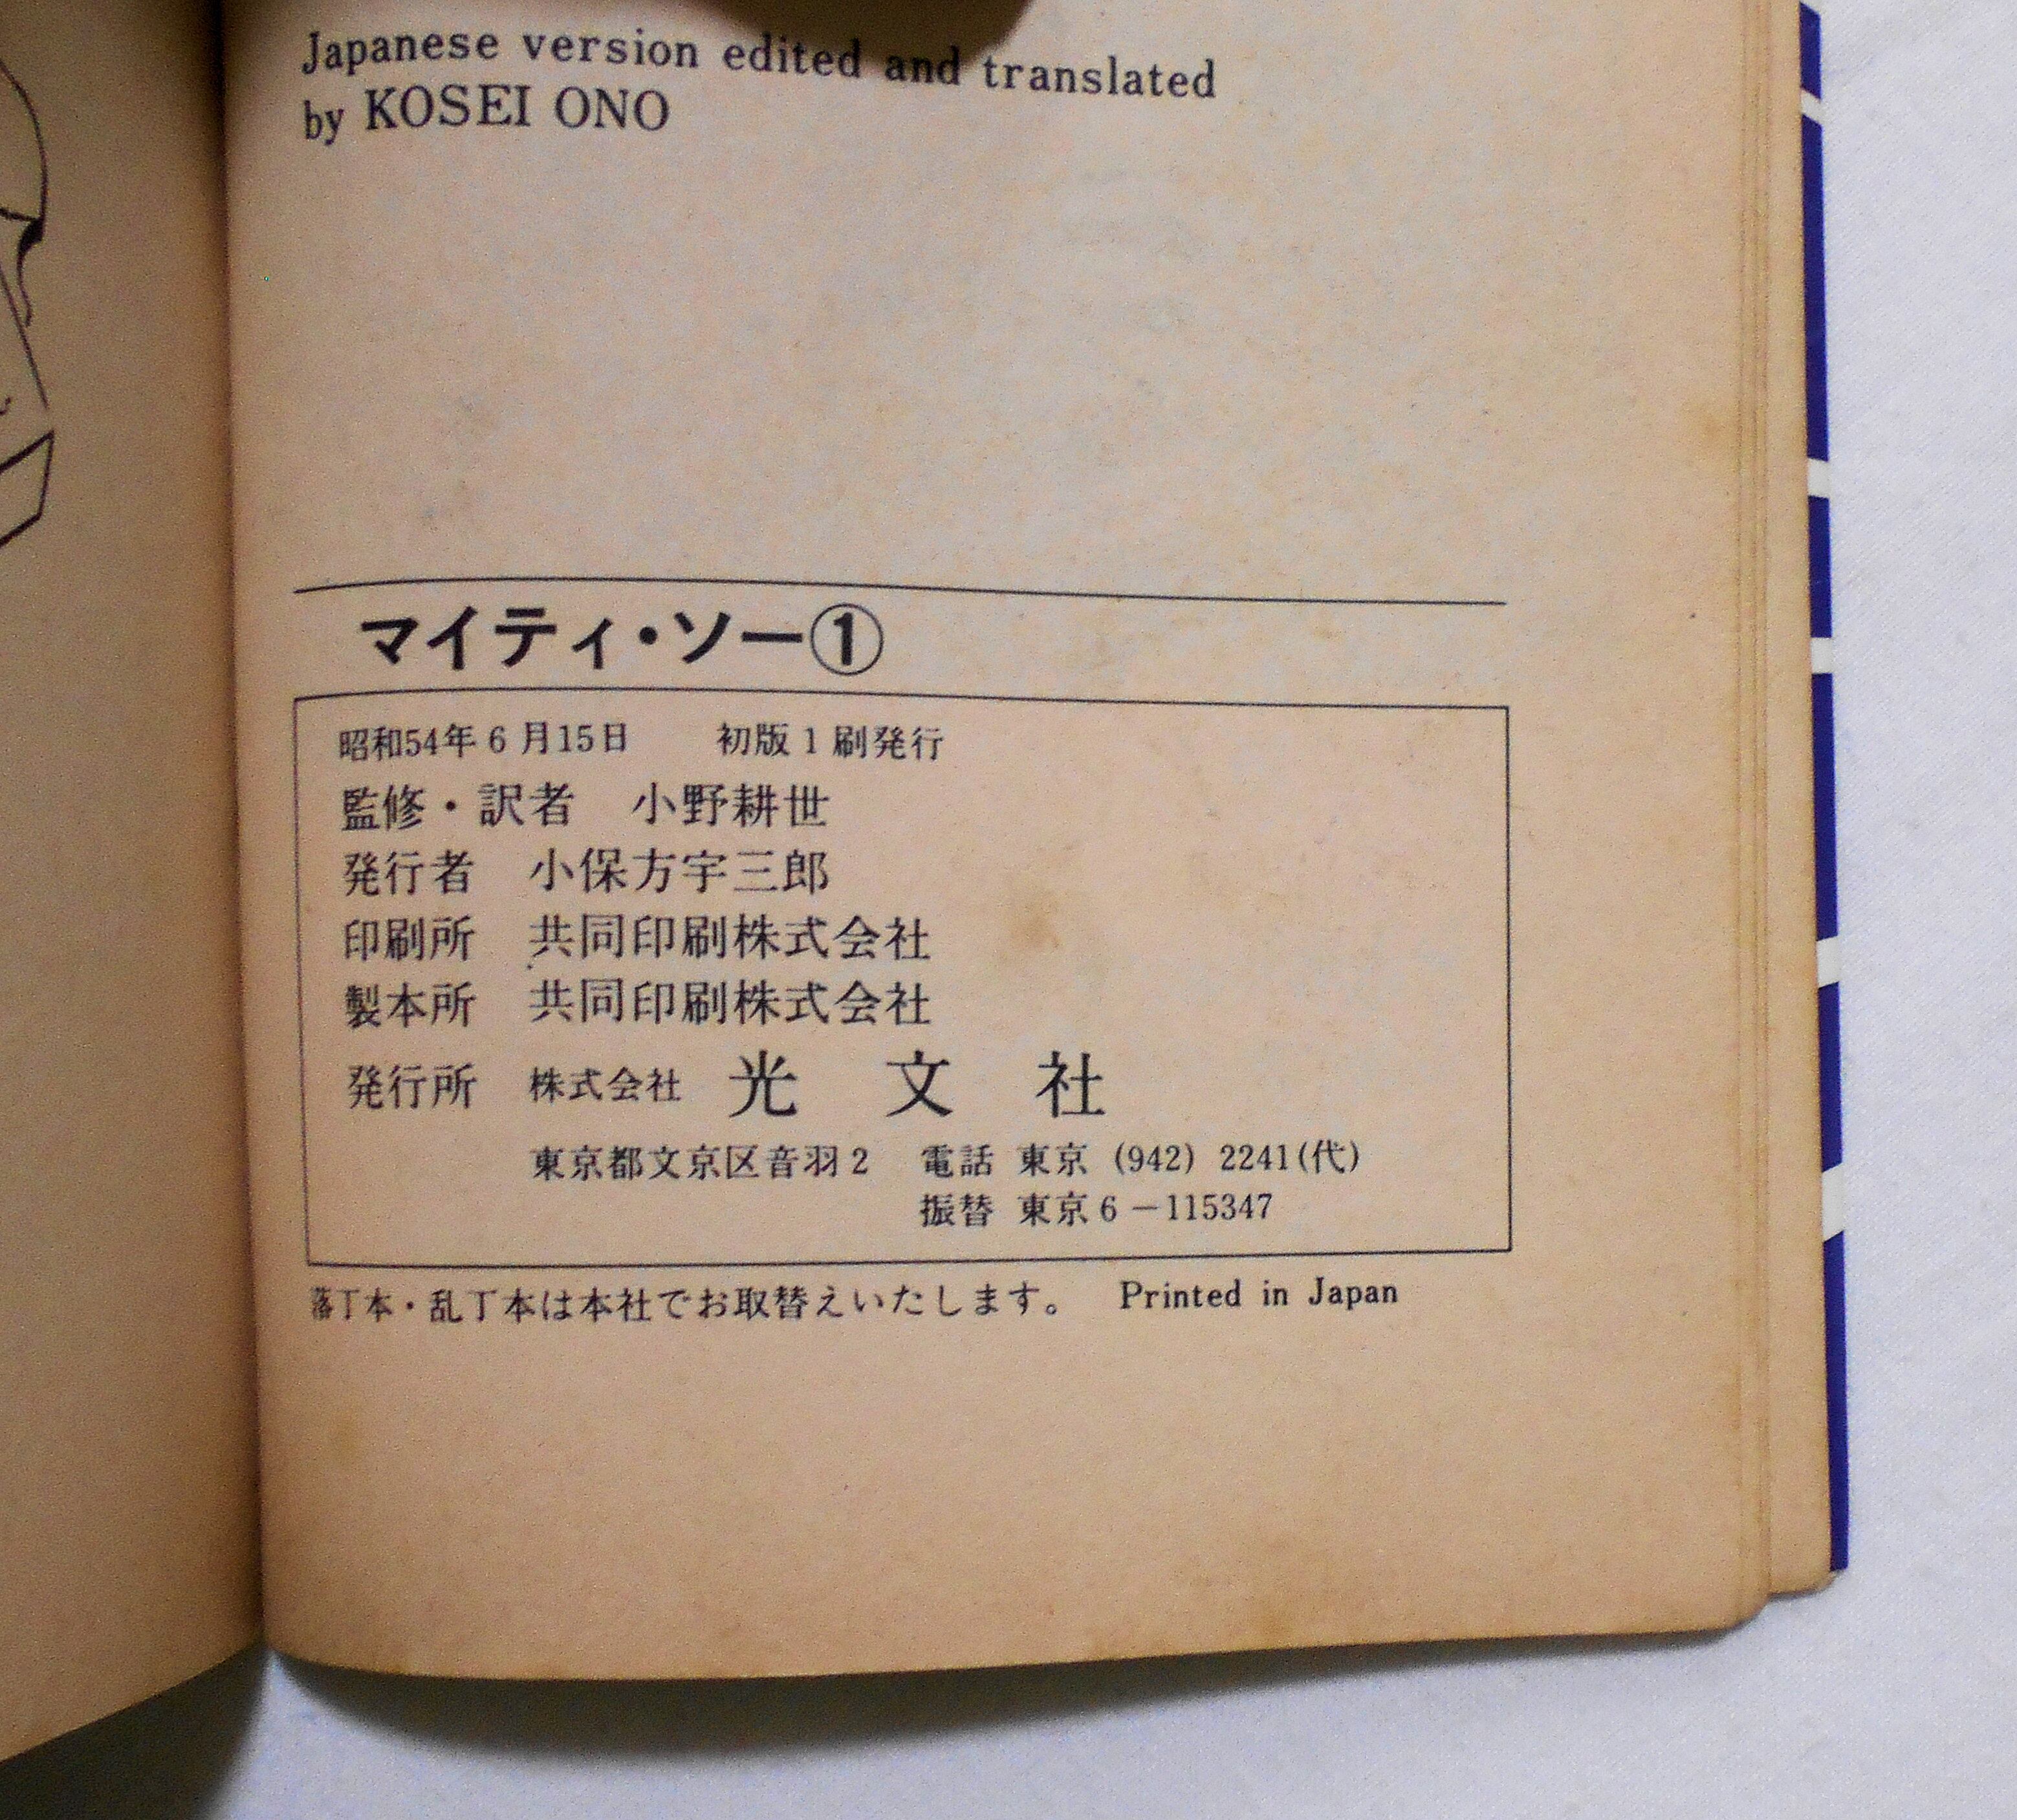 Japanese version edited and translated
by KOSEI ONO
マイティ・ソー①
昭和54年6月15日　初版1刷発行
監修・訳者　小野耕世
発行者　小保方宇三郎
印刷所　共同印刷株式会社
製本所　共同印刷株式会社
発行所　株式会社　光文社
東京都文京区音羽2　電話 東京 (942) 2241(代)
振替 東京6－115347
落丁本・乱丁本は本社でお取替えいたします。　Printed in Japan